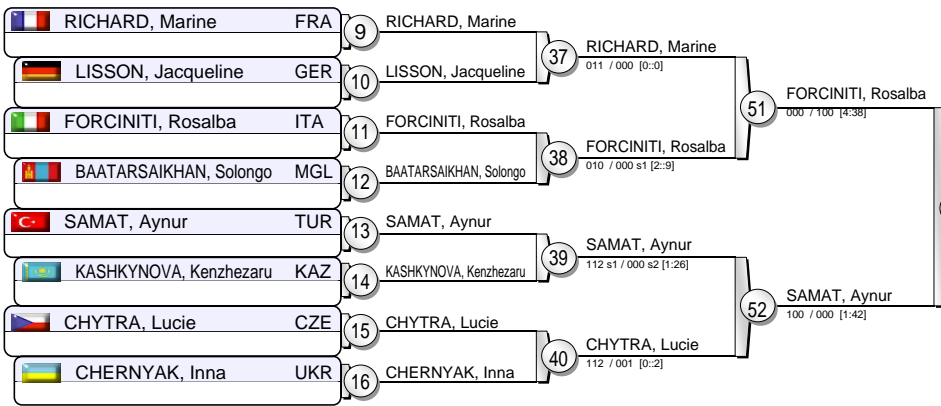 RICHARD, Marine FRA
LISSON, Jacqueline GER
FORCINITI, Rosalba ITA
BAATARSAIKHAN, Solongo MGL
SAMAT, Aynur TUR
KASHKYNOVA, Kenzhezaru KAZ
CHYTRA, Lucie CZE
CHERNYAK, Inna UKR
9 RICHARD, Marine
10 LISSON, Jacqueline
11 FORCINITI, Rosalba
12 BAATARSAIKHAN, Solongo
13 SAMAT, Aynur
14 KASHKYNOVA, Kenzhezaru
15 CHYTRA, Lucie
16 CHERNYAK, Inna
37 RICHARD, Marine
011 / 000 [0::0]
38 FORCINITI, Rosalba
010 / 000 s1 [2::9]
39 SAMAT, Aynur
112 s1 / 000 s2 [1:26]
40 CHYTRA, Lucie
112 / 001 [0::2]
51 FORCINITI, Rosalba
000 / 100 [4:38]
52 SAMAT, Aynur
100 / 000 [1:42]